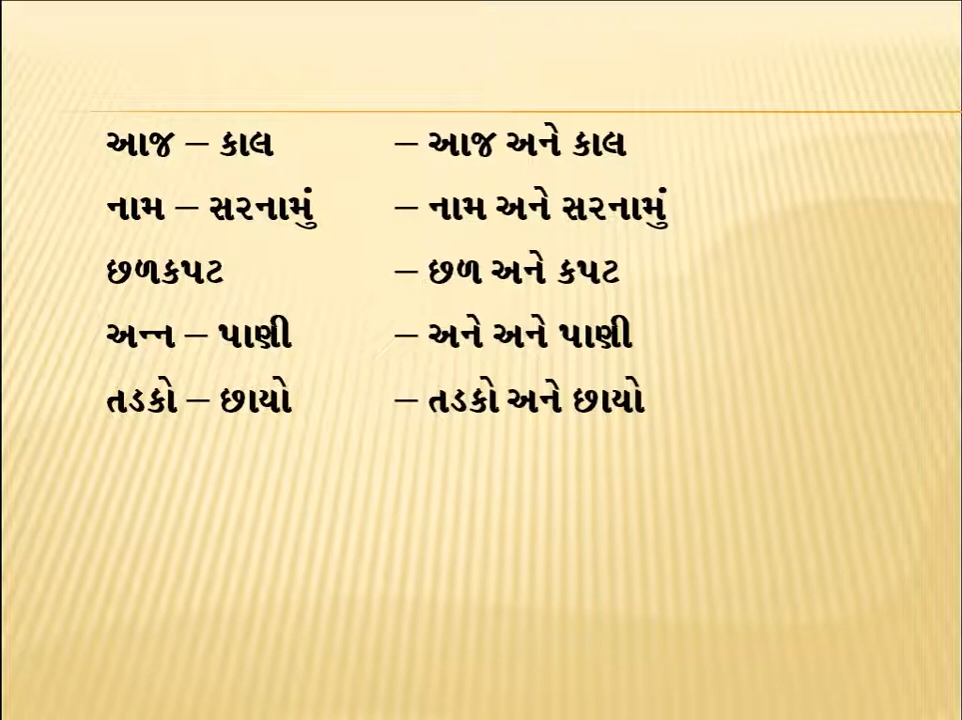 આજ – કાલ – આજ અને કાલ
નામ – સરનામું – નામ અને સરનામું
છળકપટ – છળ અને કપટ
અન્ન – પાણી – અને અને પાણી
તડકો – છાયો – તડકો અને છાયો